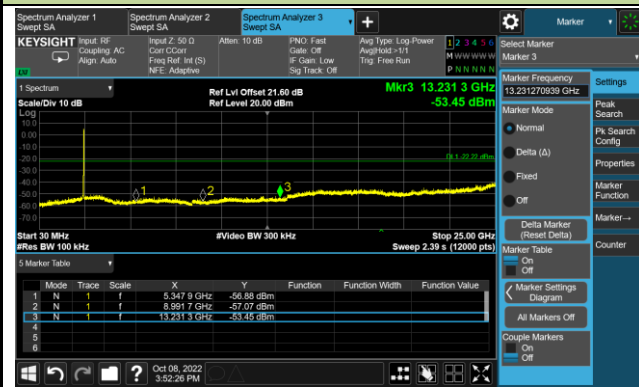 Spectrum Analyzer 1
Swept SA
Spectrum Analyzer 2
Swept SA
Spectrum Analyzer 3
Swept SA
Marker
KEYSIGHT
Input: RF
Coupling: AC
Align: Auto
Input Z: 50 Ω
Corr CCorr
Freq Ref: Int (S)
NFE: Adaptive
Atten: 10 dB
PNO: Fast
Gate: Off
IF Gain: Low
Sig Track: Off
Avg Type: Log-Power
Avg|Hold:>1/1
Trig: Free Run
1 2 3 4 5 6
M W W W W W
P N N N N N
LXI
Select Marker
Marker 3
1 Spectrum
Scale/Div 10 dB
Ref Lvl Offset 21.60 dB
Ref Level 20.00 dBm
Mkr3 13.231 3 GHz
-53.45 dBm
Log
10.0
0.00
-10.0
-20.0
-30.0
-40.0
-50.0
-60.0
-70.0
DL1 -22.22 dBm
1
2
3
Start 30 MHz
#Res BW 100 kHz
#Video BW 300 kHz
Stop 25.00 GHz
Sweep 2.39 s (12000 pts)
5 Marker Table
Mode Trace Scale X Y Function Function Width Function Value
1 N 1 f 5.347 9 GHz -56.88 dBm
2 N 1 f 8.991 7 GHz -57.07 dBm
3 N 1 f 13.231 3 GHz -53.45 dBm
4
5
6
Marker Frequency
13.231270939 GHz
Marker Mode
Normal
Delta (Δ)
Fixed
Off
Delta Marker
(Reset Delta)
Marker Table
On
Off
Marker Settings
Diagram
All Markers Off
Couple Markers
On
Off
Settings
Peak
Search
Pk Search
Config
Properties
Marker
Function
Marker→
Counter
Oct 08, 2022
3:52:26 PM